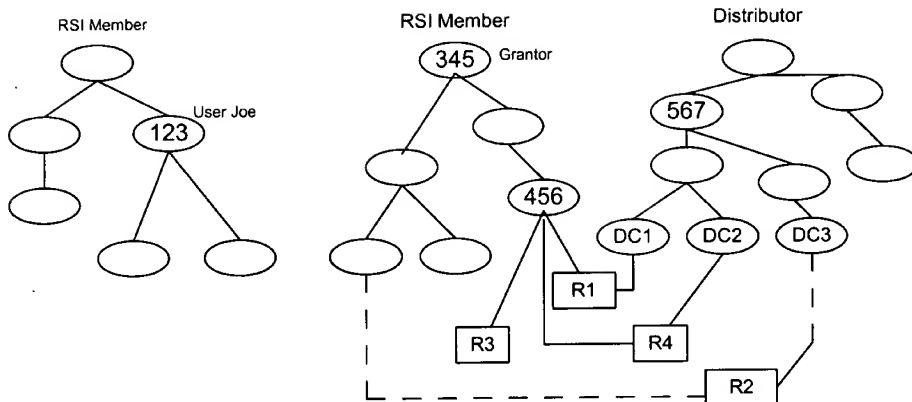 RSI Member
RSI Member
Distributor
345
Grantor
User Joe
123
567
456
DC1
DC2
DC3
R1
R3
R4
R2